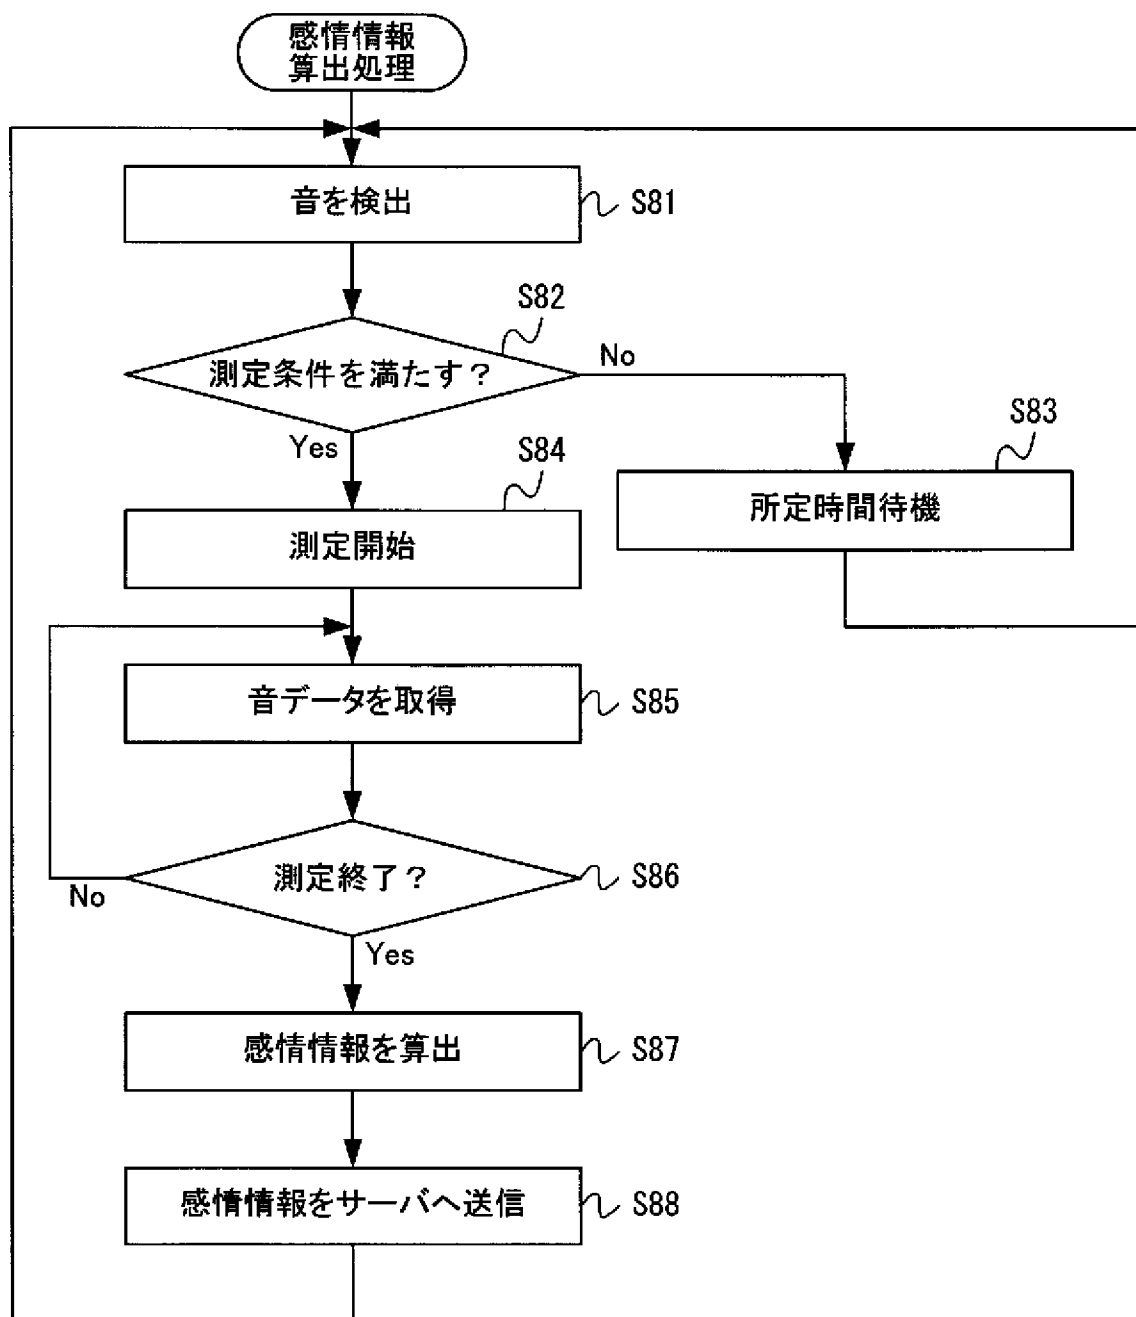 感情情報
算出処理
音を検出
S81
S82
測定条件を満たす?
No
Yes
S83
所定時間待機
S84
測定開始
音データを取得
S85
測定終了?
S86
No
Yes
感情情報を算出
S87
感情情報をサーバへ送信
S88